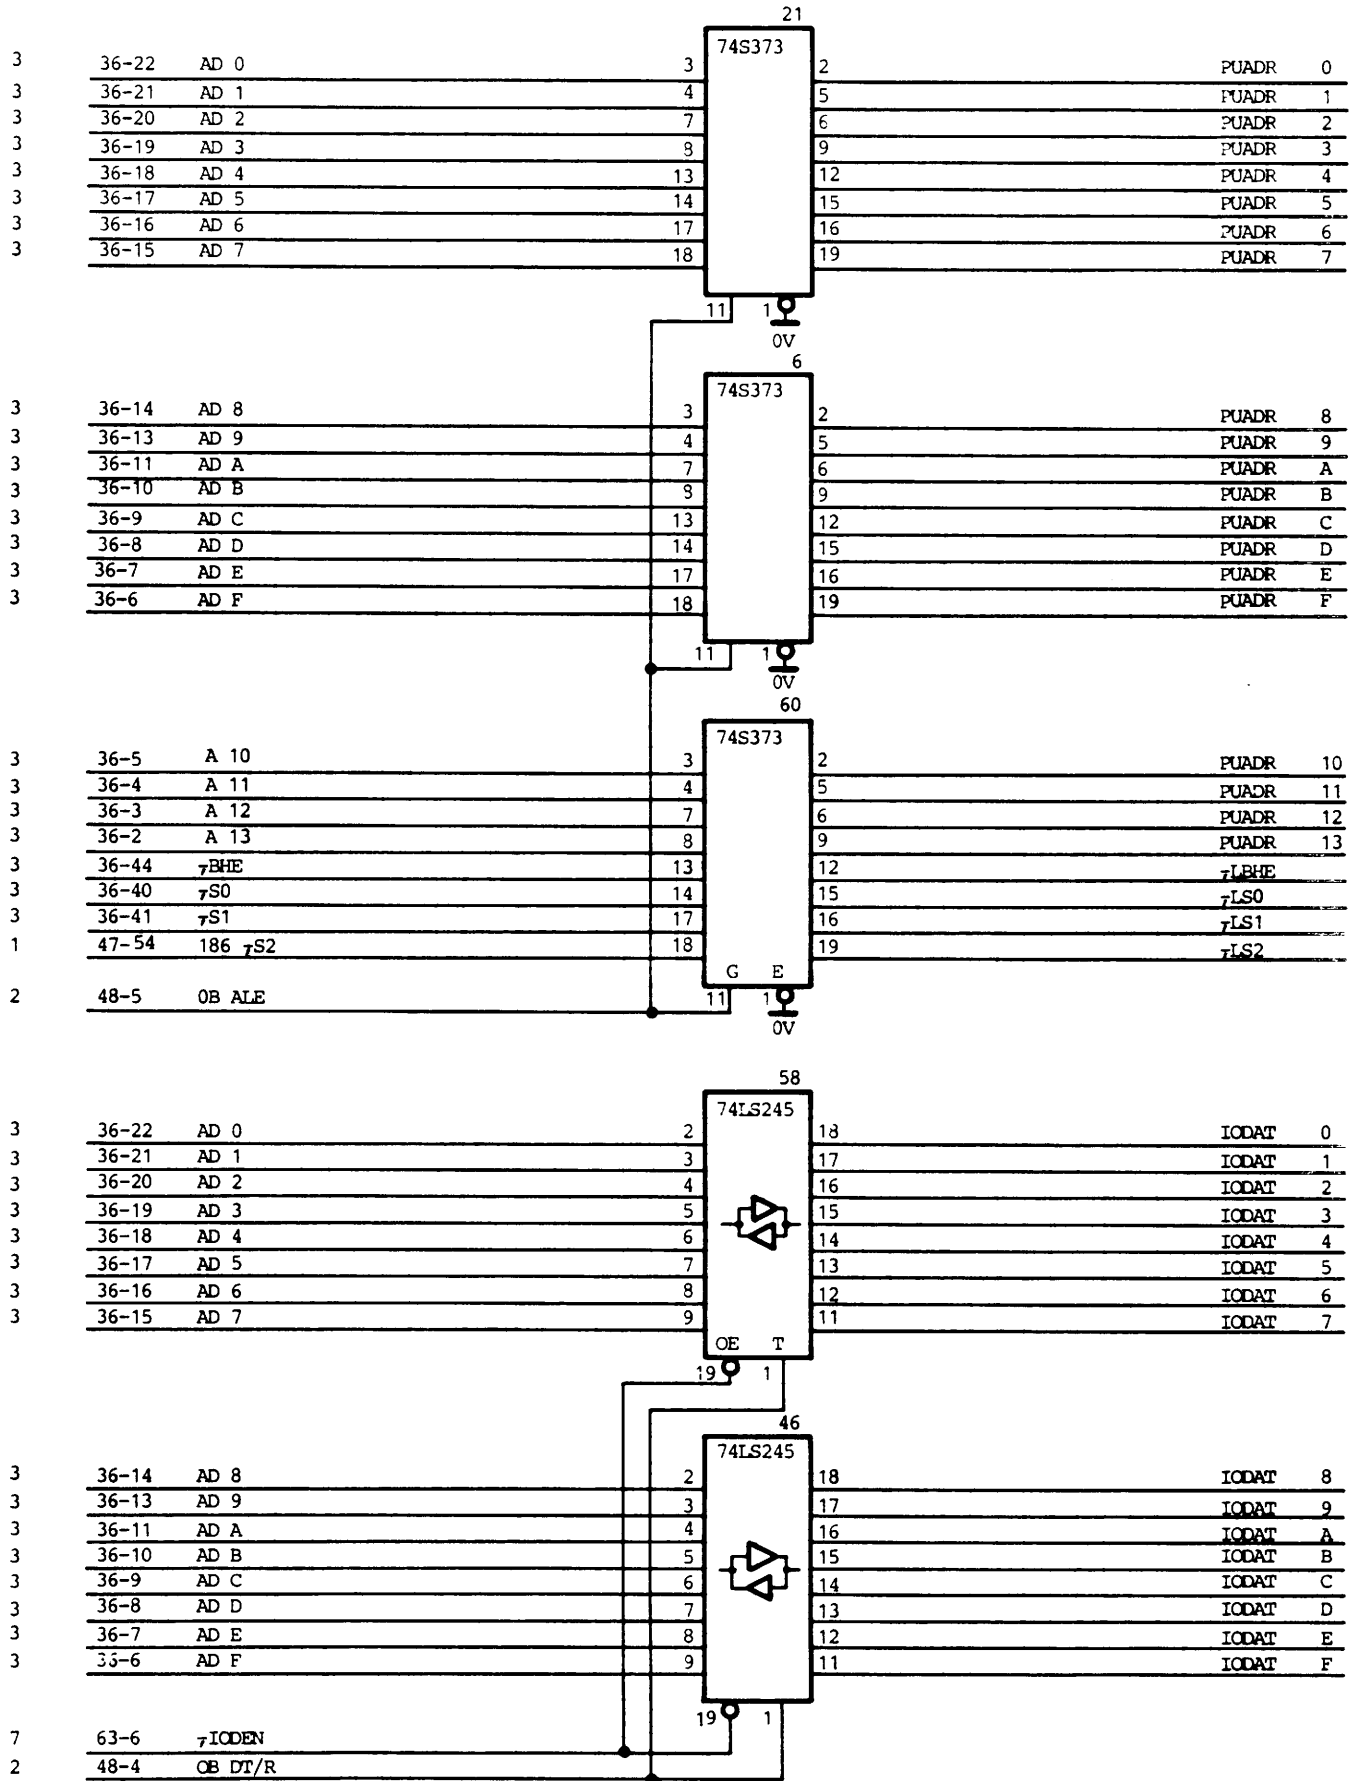 21
74S373
3 36-22 AD 0 3 2 PUADR 0
3 36-21 AD 1 4 5 PUADR 1
3 36-20 AD 2 7 6 PUADR 2
3 36-19 AD 3 8 9 PUADR 3
3 36-18 AD 4 13 12 PUADR 4
3 36-17 AD 5 14 15 PUADR 5
3 36-16 AD 6 17 16 PUADR 6
3 36-15 AD 7 18 19 PUADR 7
11 1
0V
6
74S373
3 36-14 AD 8 3 2 PUADR 8
3 36-13 AD 9 4 5 PUADR 9
3 36-11 AD A 7 6 PUADR A
3 36-10 AD B 8 9 PUADR B
3 36-9 AD C 13 12 PUADR C
3 36-8 AD D 14 15 PUADR D
3 36-7 AD E 17 16 PUADR E
3 36-6 AD F 18 19 PUADR F
11 1
0V
60
74S373
3 36-5 A 10 3 2 PUADR 10
3 36-4 A 11 4 5 PUADR 11
3 36-3 A 12 7 6 PUADR 12
3 36-2 A 13 8 9 PUADR 13
3 36-44 ¬BHE 13 12 ¬LBHE
3 36-40 ¬S0 14 15 ¬LS0
3 36-41 ¬S1 17 16 ¬LS1
1 47-54 186 ¬S2 18 19 ¬LS2
G E
2 48-5 0B ALE 11 1
0V
58
74LS245
3 36-22 AD 0 2 18 IODAT 0
3 36-21 AD 1 3 17 IODAT 1
3 36-20 AD 2 4 16 IODAT 2
3 36-19 AD 3 5 15 IODAT 3
3 36-18 AD 4 6 14 IODAT 4
3 36-17 AD 5 7 13 IODAT 5
3 36-16 AD 6 8 12 IODAT 6
3 36-15 AD 7 9 11 IODAT 7
OE T
19 1
46
74LS245
3 36-14 AD 8 2 18 IODAT 8
3 36-13 AD 9 3 17 IODAT 9
3 36-11 AD A 4 16 IODAT A
3 36-10 AD B 5 15 IODAT B
3 36-9 AD C 6 14 IODAT C
3 36-8 AD D 7 13 IODAT D
3 36-7 AD E 8 12 IODAT E
3 36-6 AD F 9 11 IODAT F
19 1
7 63-6 ¬IODEN
2 48-4 OB DT/R